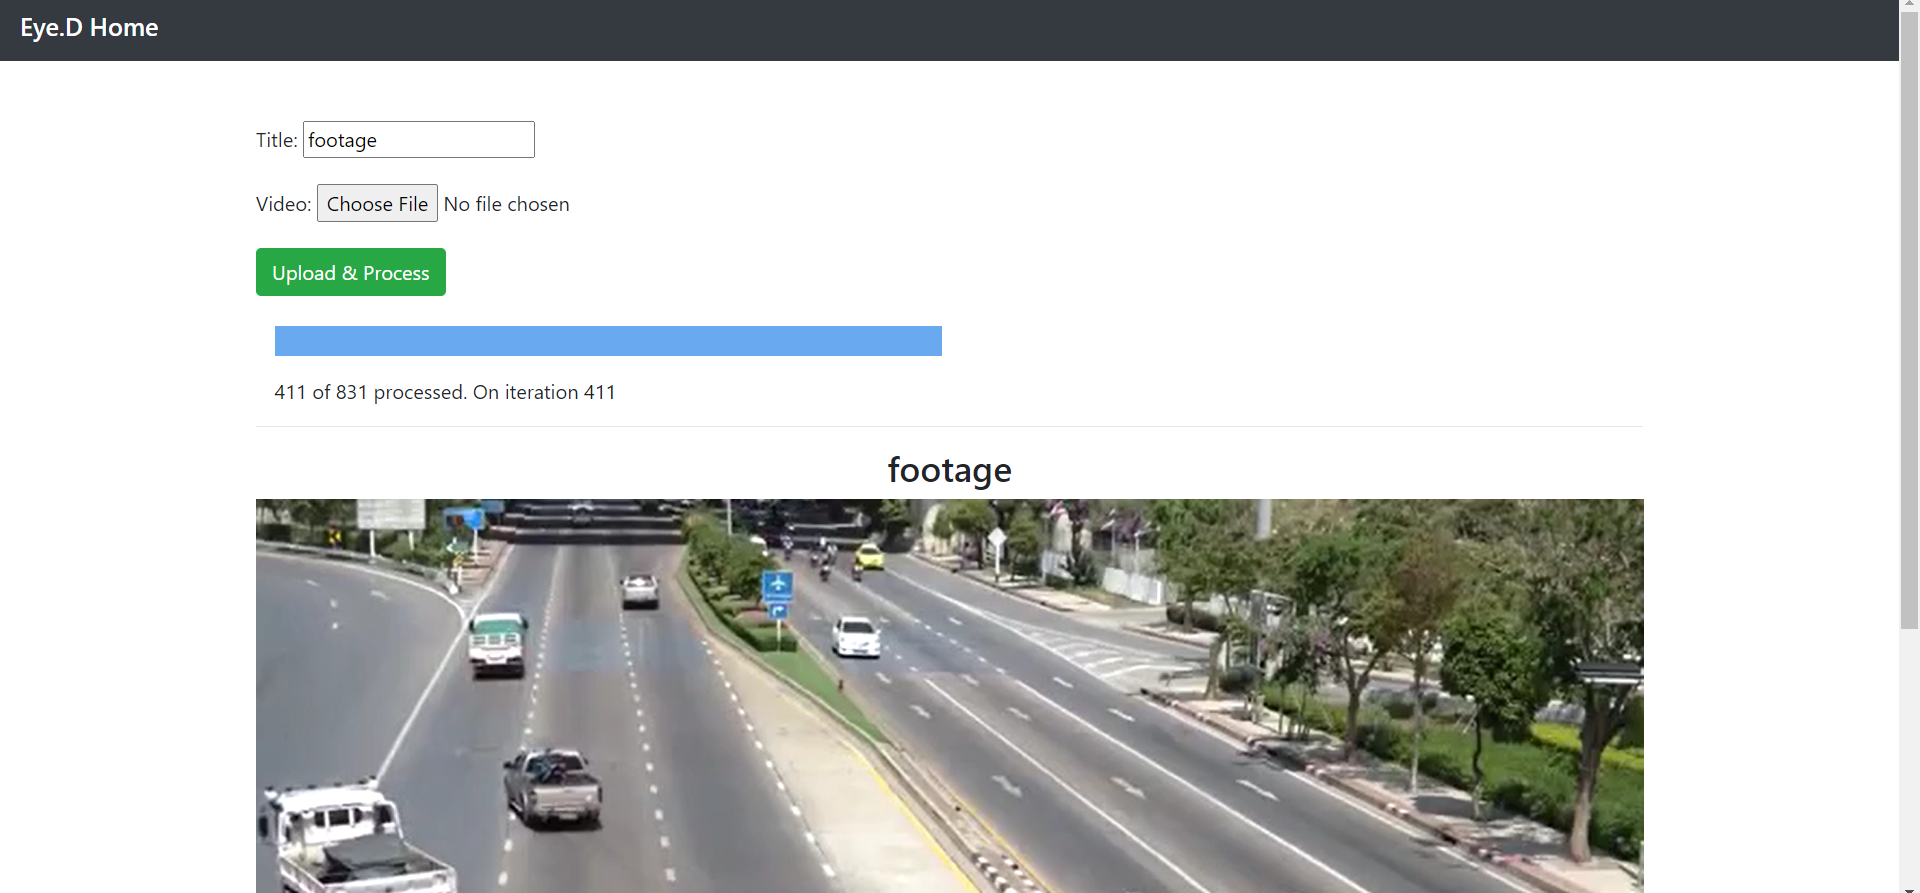 Eye.D Home
Title: footage
Video: Choose File No file chosen
Upload & Process
411 of 831 processed. On iteration 411
footage